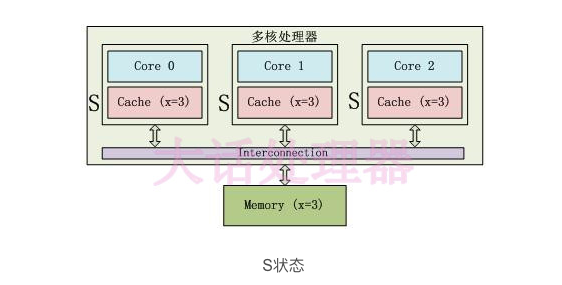 多核处理器
Core 0
Core 1
Core 2
S
Cache (x=3)
S
Cache (x=3)
S
Cache (x=3)
Interconnection
大话处理器
Memory (x=3)
S状态